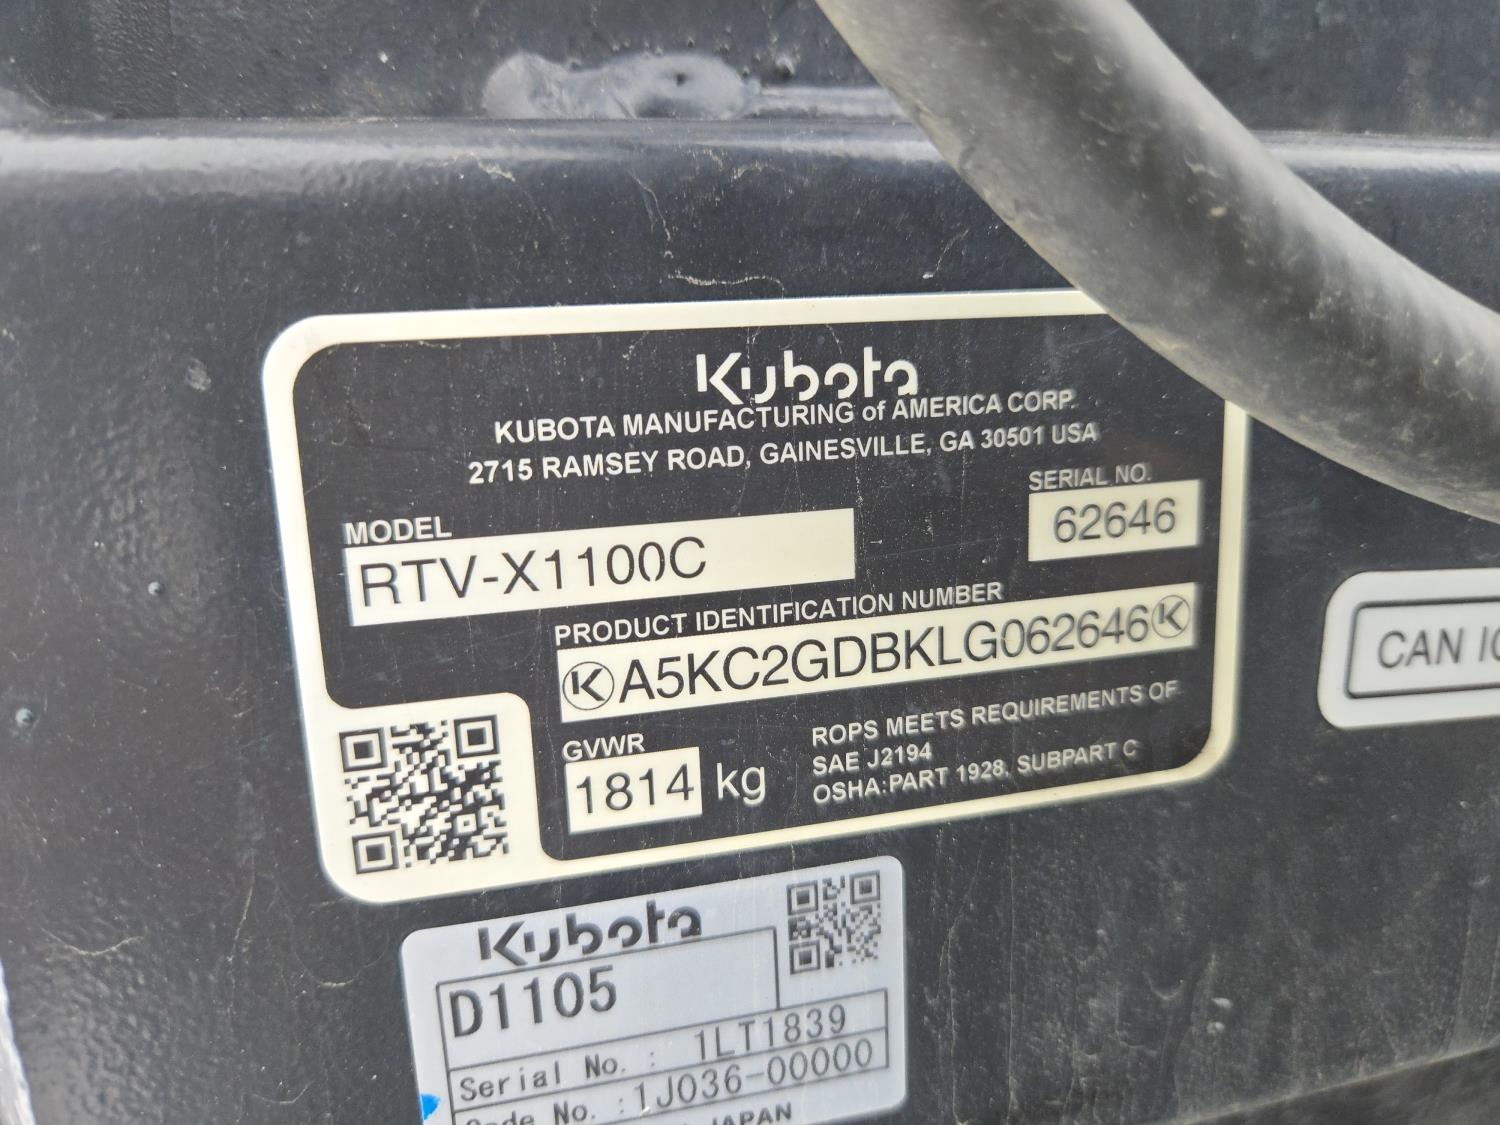 Kubota
KUBOTA MANUFACTURING of AMERICA CORP.
2715 RAMSEY ROAD, GAINESVILLE, GA 30501 USA
MODEL
RTV-X1100C
SERIAL NO.
62646
PRODUCT IDENTIFICATION NUMBER
K A5KC2GDBKLG062646 K
GVWR
1814 kg
ROPS MEETS REQUIREMENTS OF
SAE J2194
OSHA:PART 1928, SUBPART C
CAN
Kubota
D1105
Serial No. : 1LT1839
Code No. : 1J036-00000
JAPAN